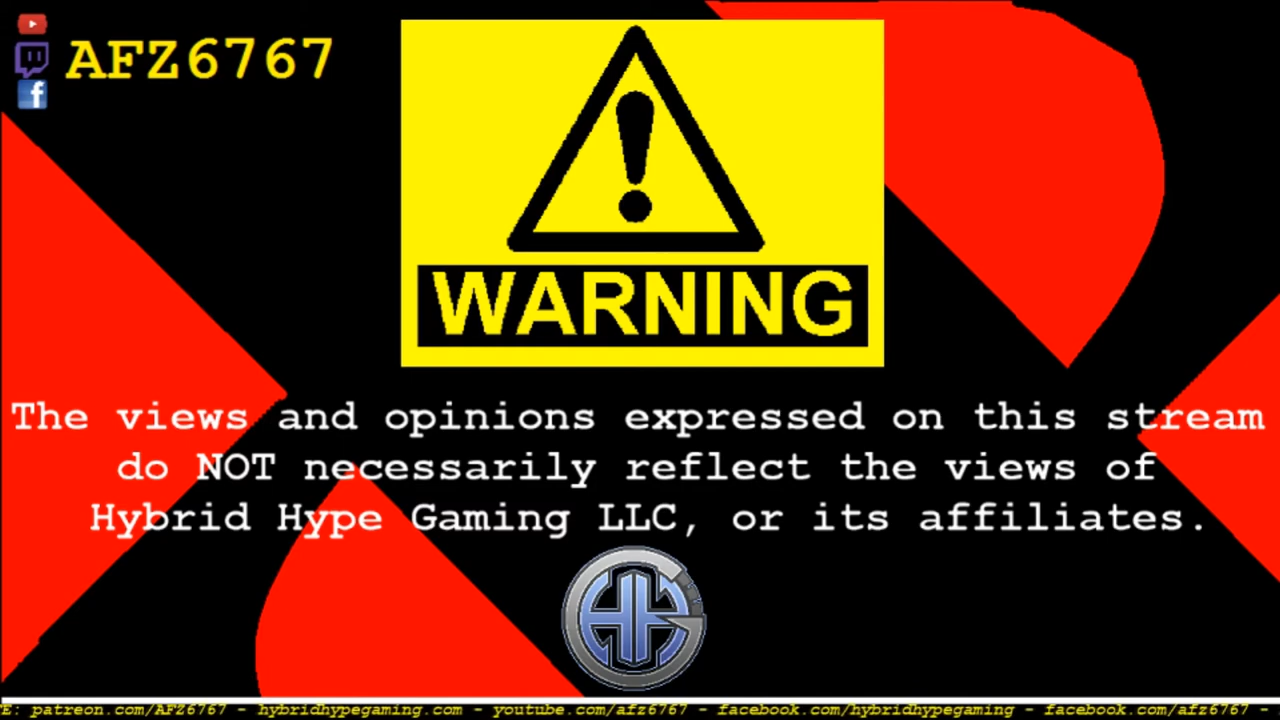 AFZ6767
WARNING
The views and opinions expressed on this stream
do NOT necessarily reflect the views of
Hybrid Hype Gaming LLC, or its affiliates.
E: patreon.com/AFZ6767 - hybridhypegaming.com - youtube.com/afz6767 - facebook.com/hybridhypegaming - facebook.com/afz6767 -